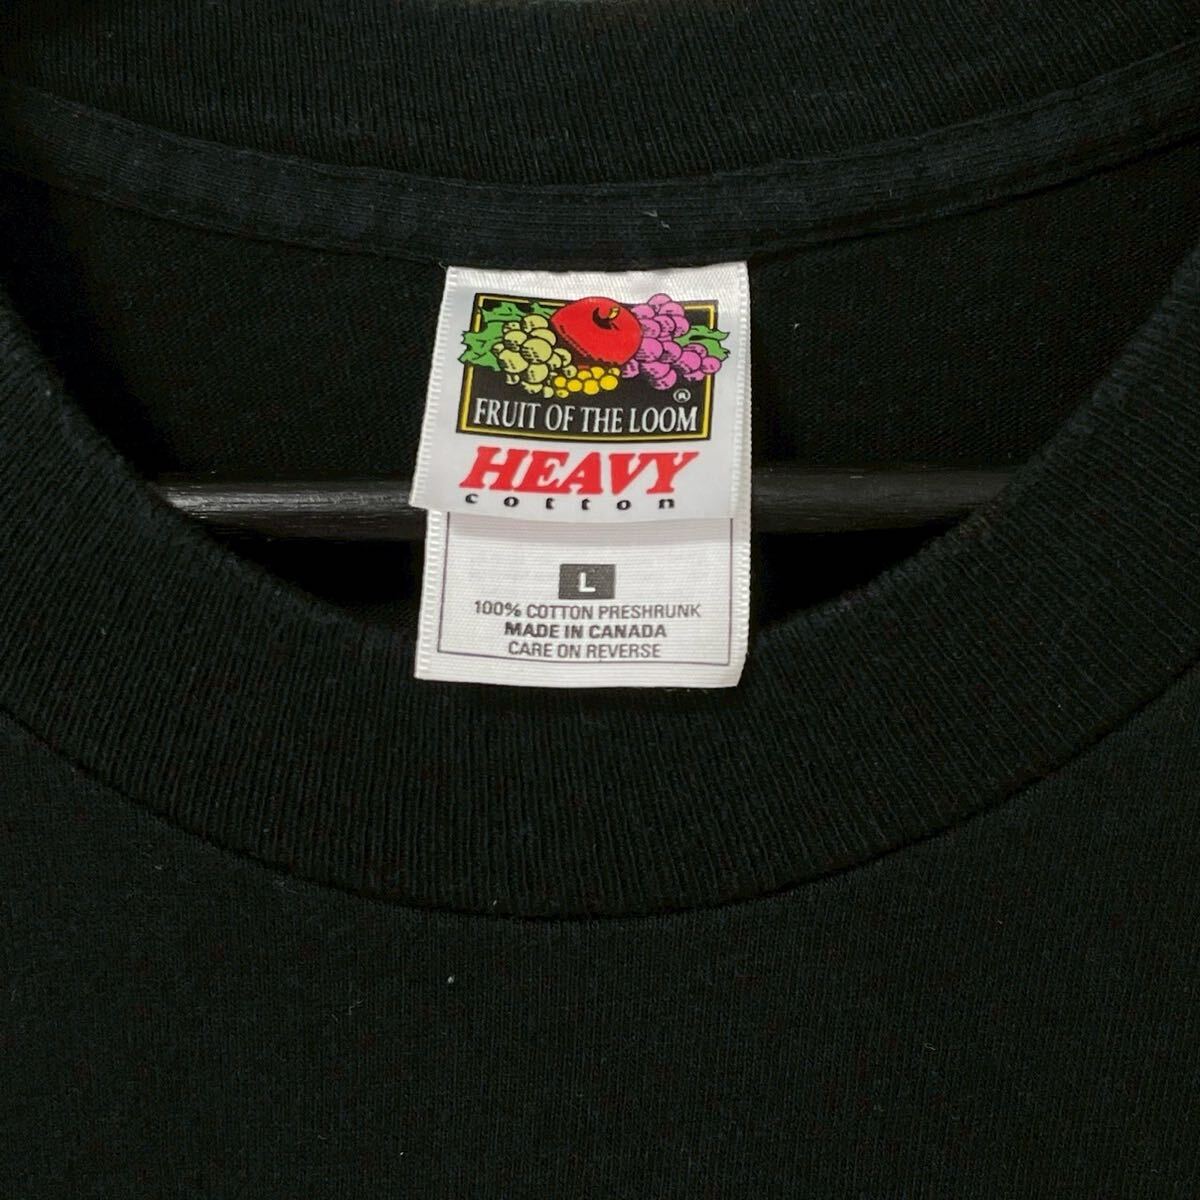 ®
FRUIT OF THE LOOM
HEAVY
cotton
L
100% COTTON PRESHRUNK
MADE IN CANADA
CARE ON REVERSE